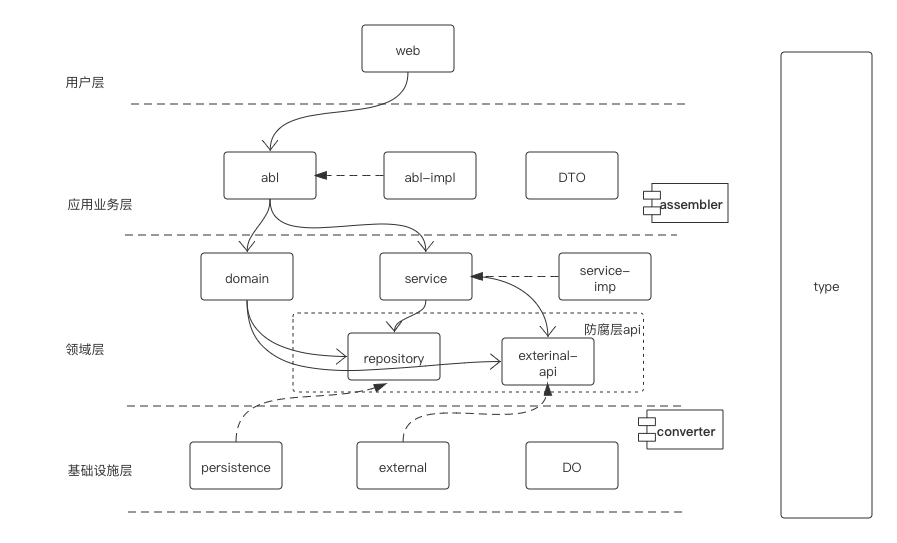 web
用户层
abl
abl-impl
DTO
应用业务层
assembler
domain
service
service-
imp
type
防腐层api
领域层
repository
exterinal-
api
converter
基础设施层
persistence
external
DO